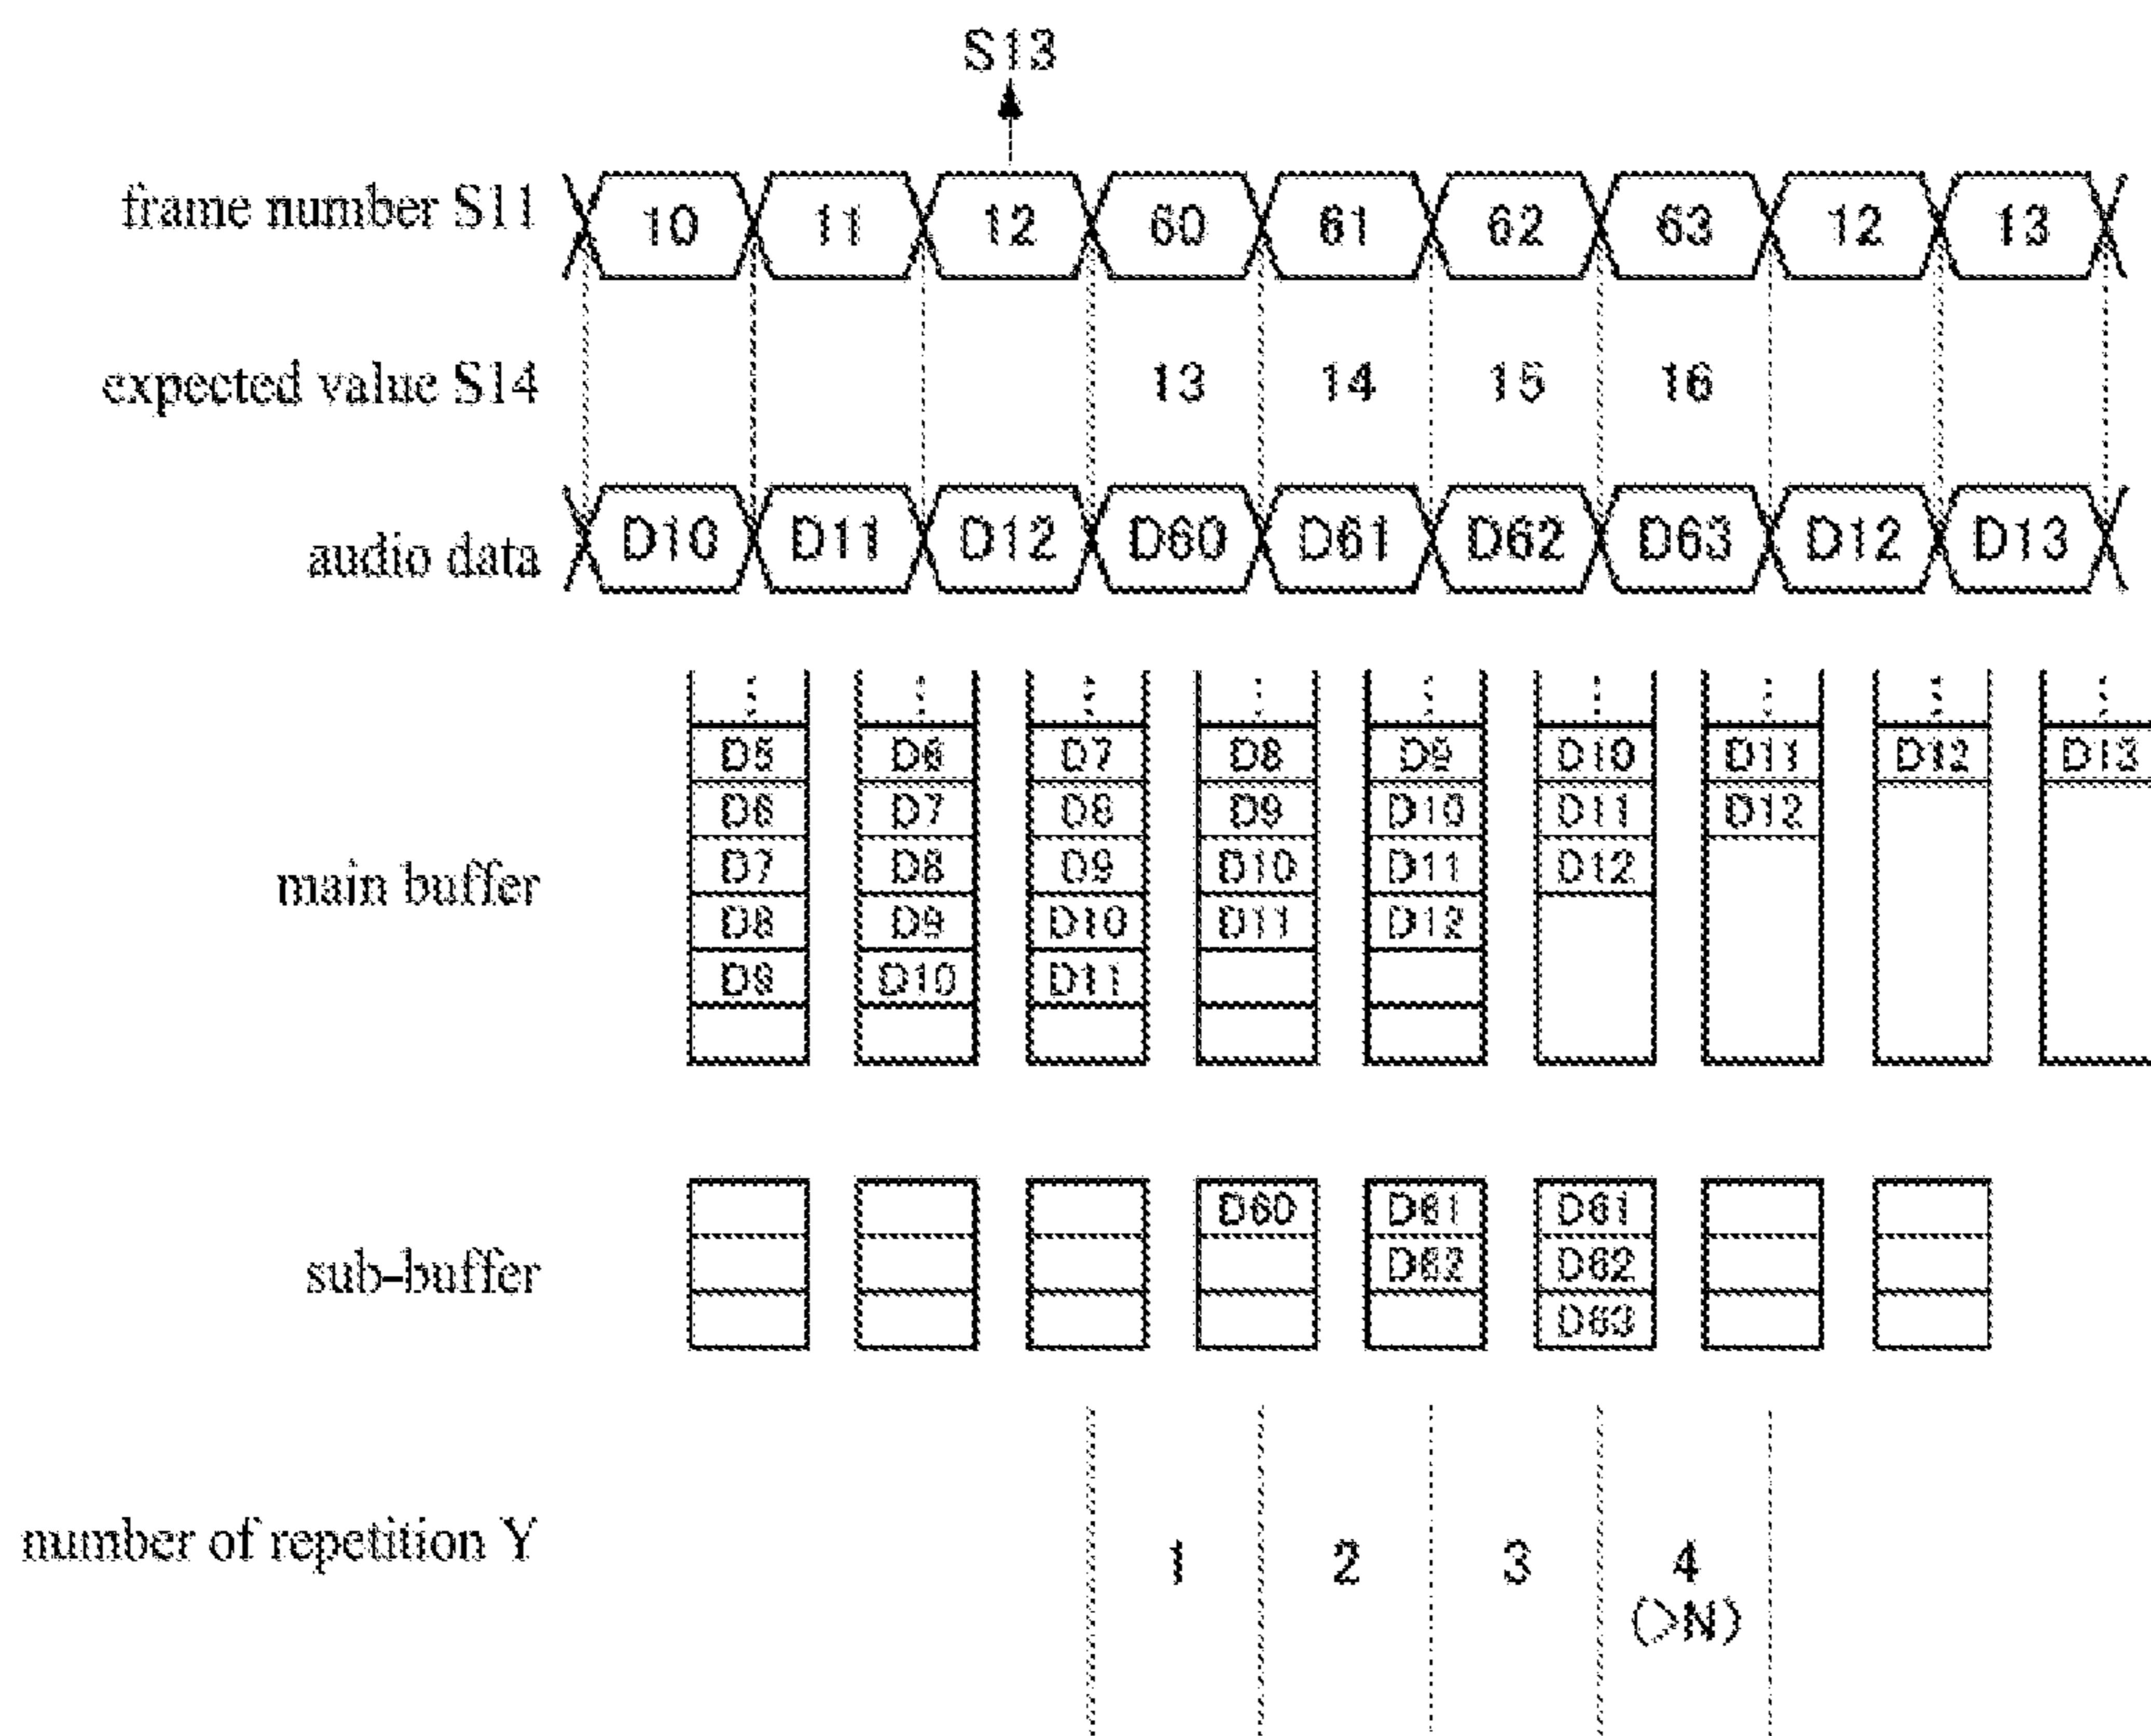 S13
frame number S11 10 11 12 60 61 62 63 12 13
expected value S14 13 14 15 16
audio data D10 D11 D12 D60 D61 D62 D63 D12 D13
D5 D6 D7 D8 D9 D10 D11 D12 D13
D6 D7 D8 D9 D10 D11 D12
main buffer D7 D8 D9 D10 D11 D12
D8 D9 D10 D11 D12
D9 D10 D11
D60 D61 D61
sub-buffer D62 D62
D63
number of repetition Y 1 2 3 4
(>N)